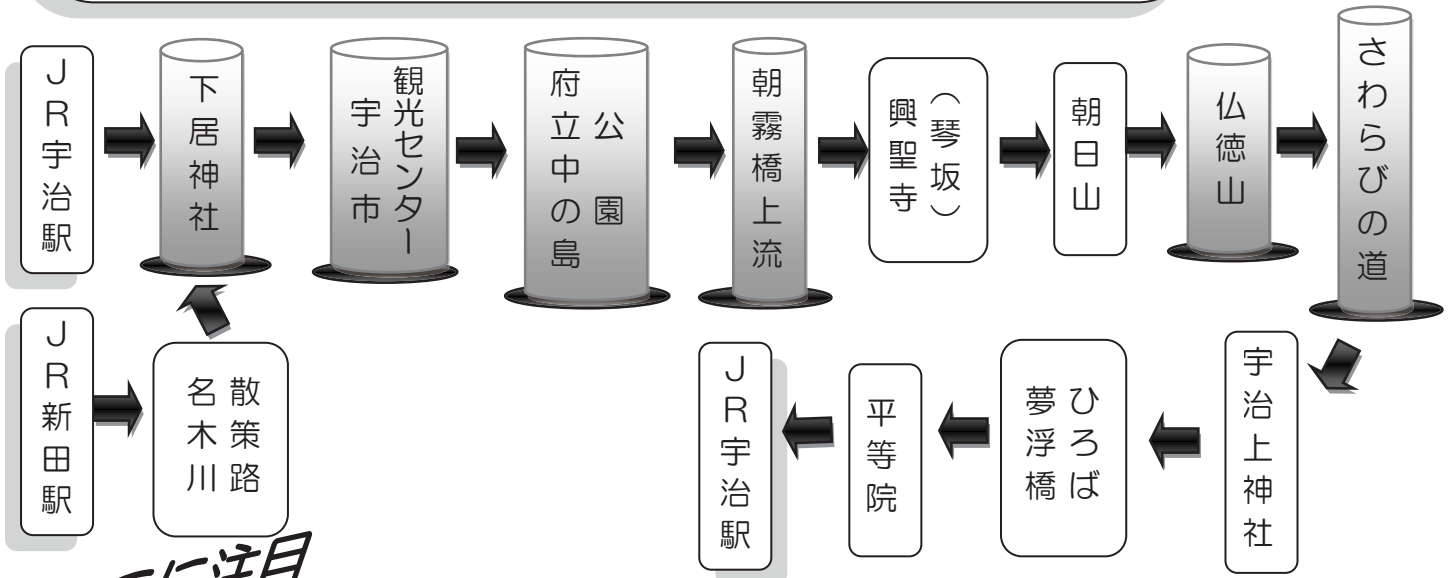 JR宇治駅
下居神社
宇治市
観光センター
府立中の島
公園
朝霧橋上流
興聖寺
（琴坂）
朝日山
仏徳山
さわらびの道
宇治上神社
夢浮橋
ひろば
平等院
JR宇治駅
JR新田駅
名木川
散策路
に注目